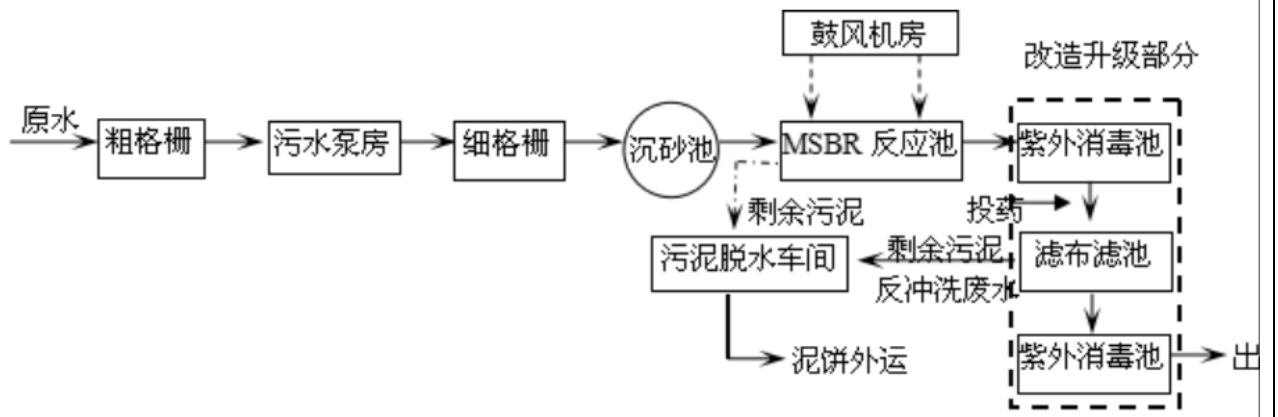 鼓风机房
改造升级部分
原水
粗格栅
污水泵房
细格栅
沉砂池
MSBR 反应池
紫外消毒池
剩余污泥
投药
污泥脱水车间
剩余污泥
反冲洗废水
滤布滤池
泥饼外运
紫外消毒池
出